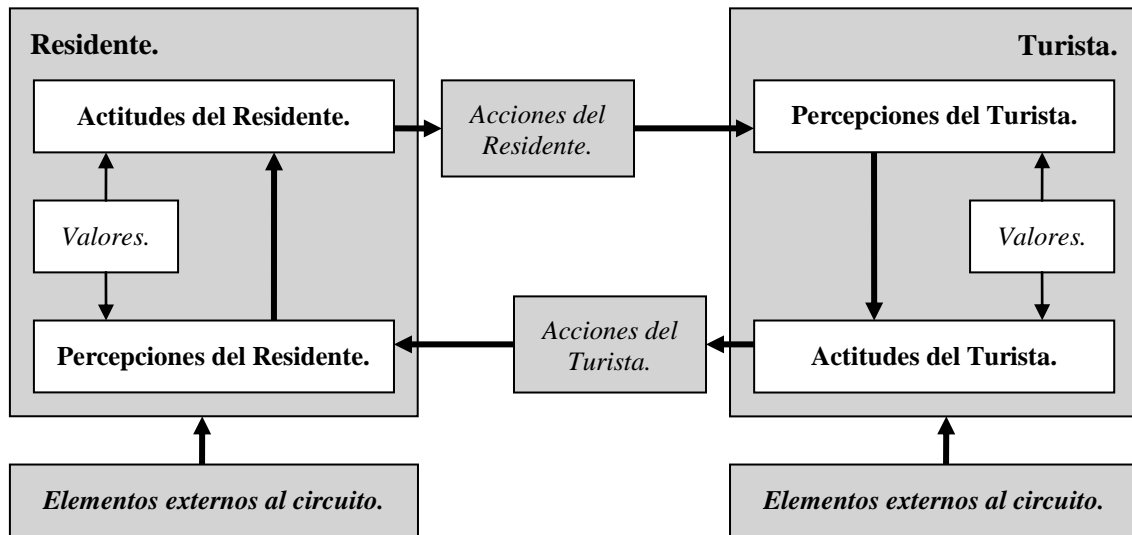 Residente.
Turista.
Actitudes del Residente.
Acciones del
Residente.
Percepciones del Turista.
Valores.
Valores.
Percepciones del Residente.
Acciones del
Turista.
Actitudes del Turista.
Elementos externos al circuito.
Elementos externos al circuito.